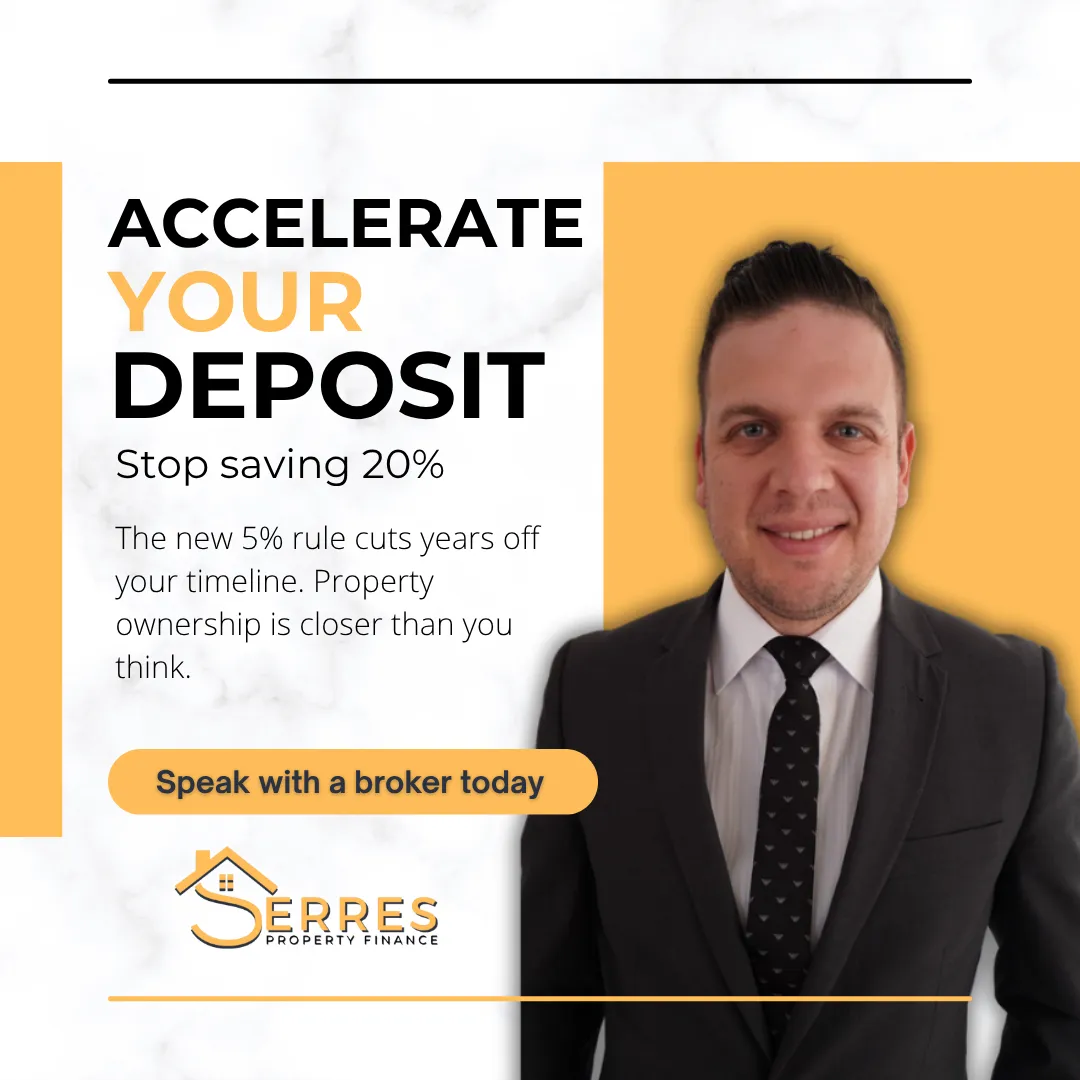 ACCELERATE
YOUR
DEPOSIT
Stop saving 20%
The new 5% rule cuts years off
your timeline. Property
ownership is closer than you
think.
Speak with a broker today
SERRES
PROPERTY FINANCE